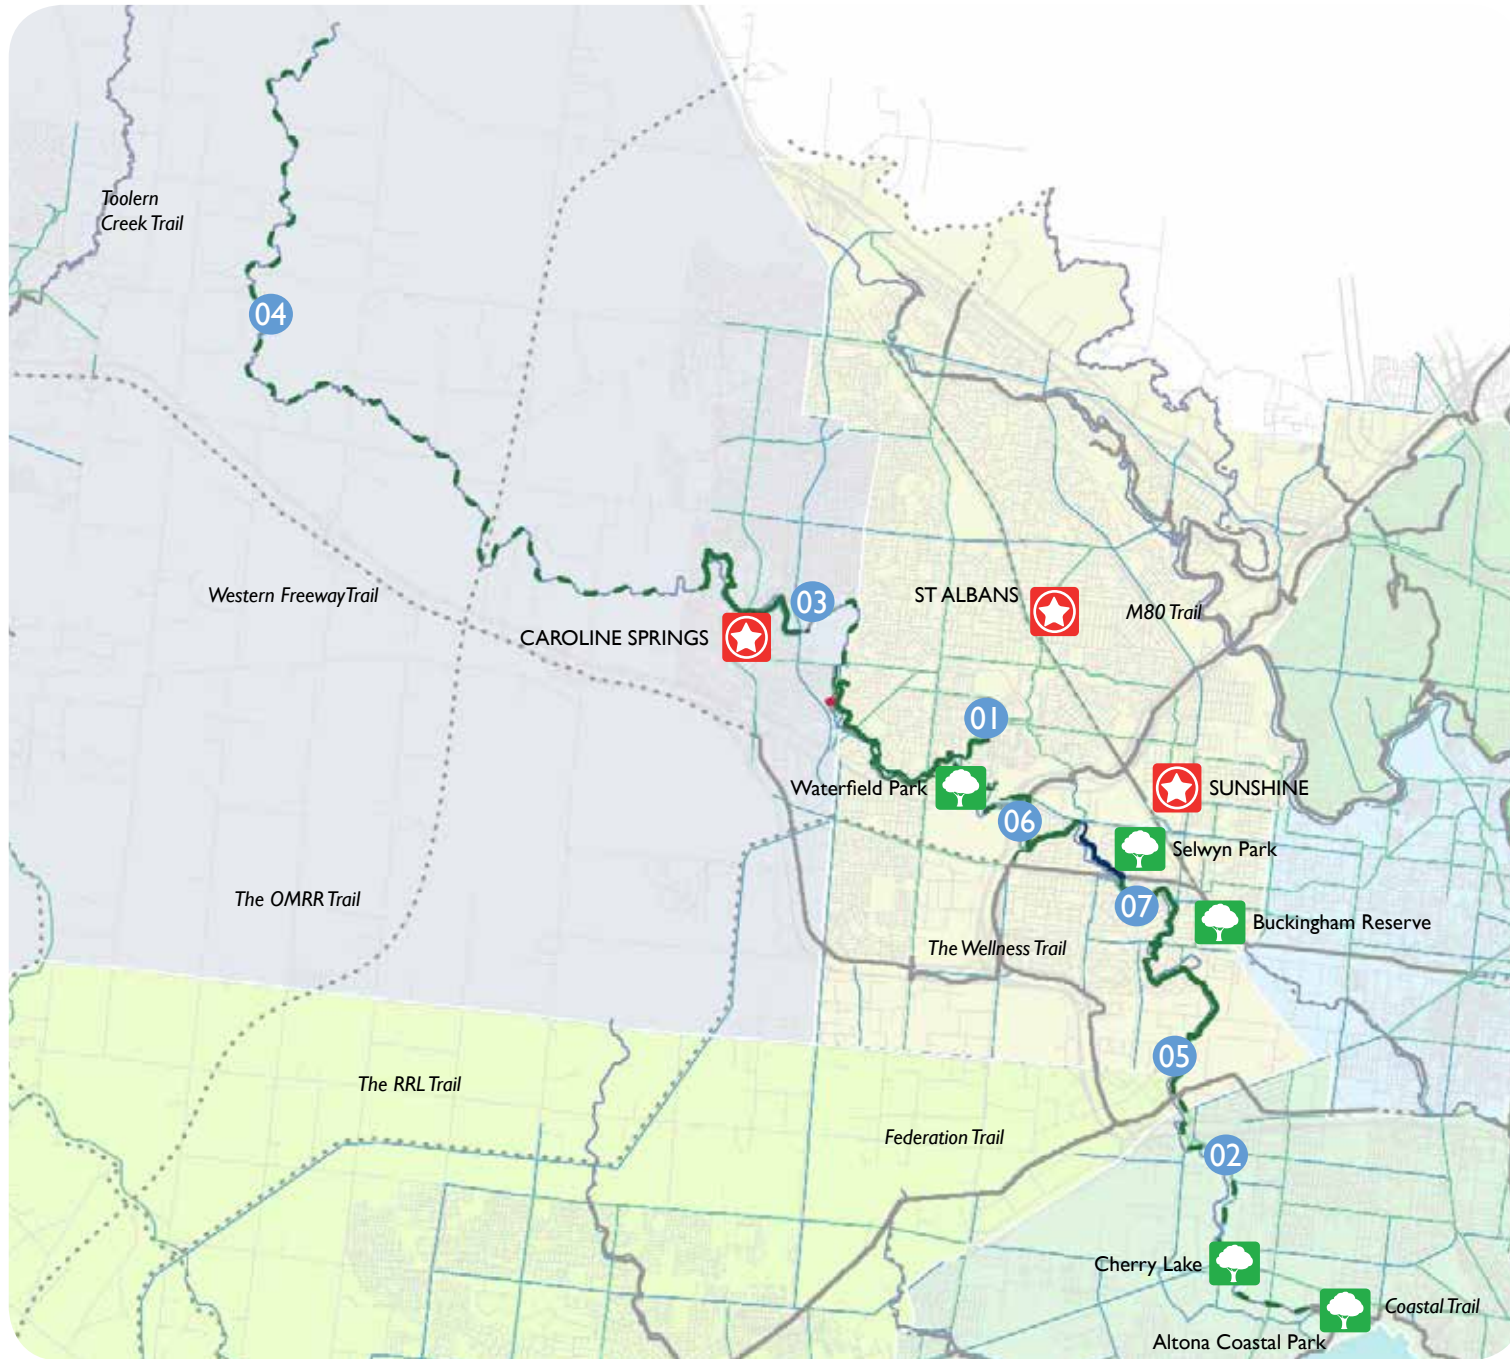 Toolern
Creek Trail
04
Western FreewayTrail
CAROLINE SPRINGS
03
ST ALBANS
M80 Trail
01
Waterfield Park
SUNSHINE
06
Selwyn Park
07
Buckingham Reserve
The OMRR Trail
The Wellness Trail
05
The RRL Trail
Federation Trail
02
Cherry Lake
Coastal Trail
Altona Coastal Park